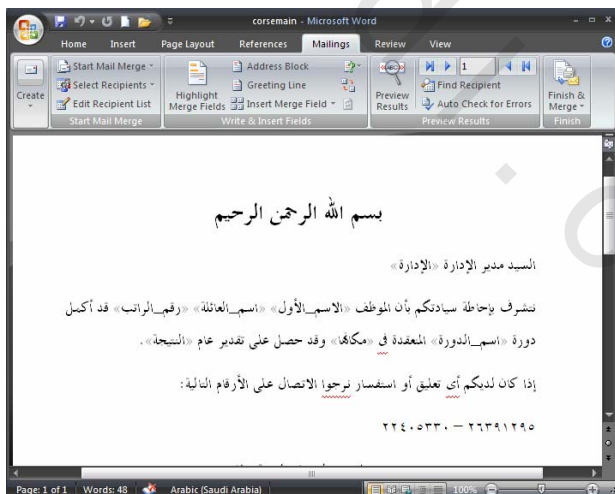 corsemain - Microsoft Word
Home Insert Page Layout References Mailings Review View
Create
Start Mail Merge
Select Recipients
Edit Recipient List
Start Mail Merge
Highlight Merge Fields
Address Block
Greeting Line
Insert Merge Field
Write & Insert Fields
Preview Results
1
Find Recipient
Auto Check for Errors
Preview Results
Finish & Merge
Finish
بسم الله الرحمن الرحيم
السيد مدير الإدارة «الإدارة»
نتشرف بإحاطة سيادتكم بأن الموظف «الاسم_الأول» «اسم_العائلة» «رقم_الراتب» قد أكمل
دورة «اسم_الدورة» المنعقدة في «مكانها» وقد حصل على تقدير عام «النتيجة».
إذا كان لديكم أي تعليق أو استفسار نرجوا الاتصال على الأرقام التالية:
٢٢٤٠٥٣٣٠ – ٢٦٣٩١٢٩٥
Page: 1 of 1 Words: 48 Arabic (Saudi Arabia) 100%